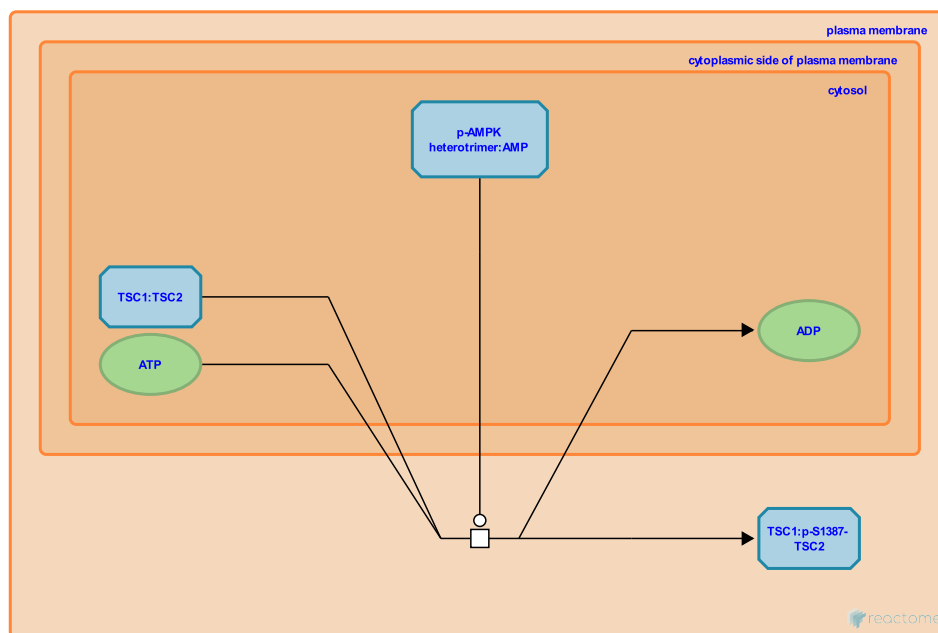 plasma membrane
cytoplasmic side of plasma membrane
cytosol
p-AMPK
heterotrimer:AMP
TSC1:TSC2
ATP
ADP
TSC1:p-S1387-
TSC2
reactome